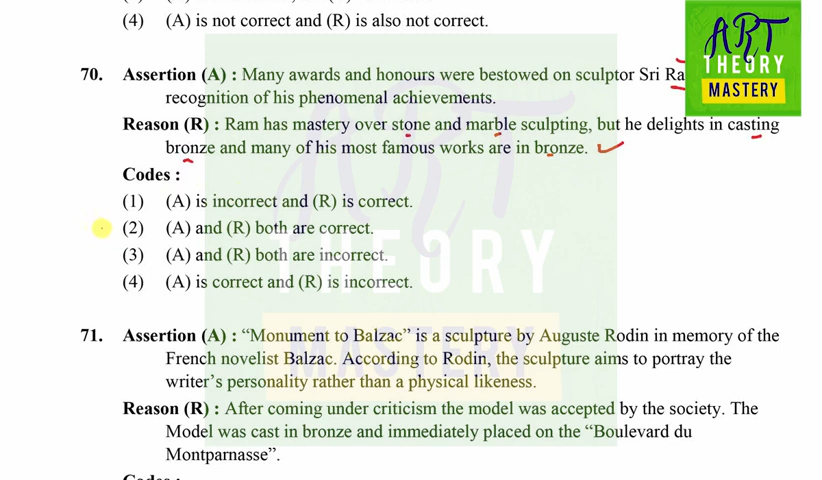 (4) (A) is not correct and (R) is also not correct.
ART
THEORY
MASTERY
70. Assertion (A) : Many awards and honours were bestowed on sculptor Sri Ra
recognition of his phenomenal achievements.
Reason (R) : Ram has mastery over stone and marble sculpting, but he delights in casting
bronze and many of his most famous works are in bronze.
Codes :
(1) (A) is incorrect and (R) is correct.
(2) (A) and (R) both are correct.
(3) (A) and (R) both are incorrect.
(4) (A) is correct and (R) is incorrect.
ART
THEORY
MASTERY
71. Assertion (A) : “Monument to Balzac” is a sculpture by Auguste Rodin in memory of the
French novelist Balzac. According to Rodin, the sculpture aims to portray the
writer’s personality rather than a physical likeness.
Reason (R) : After coming under criticism the model was accepted by the society. The
Model was cast in bronze and immediately placed on the “Boulevard du
Montparnasse”.
Codes :